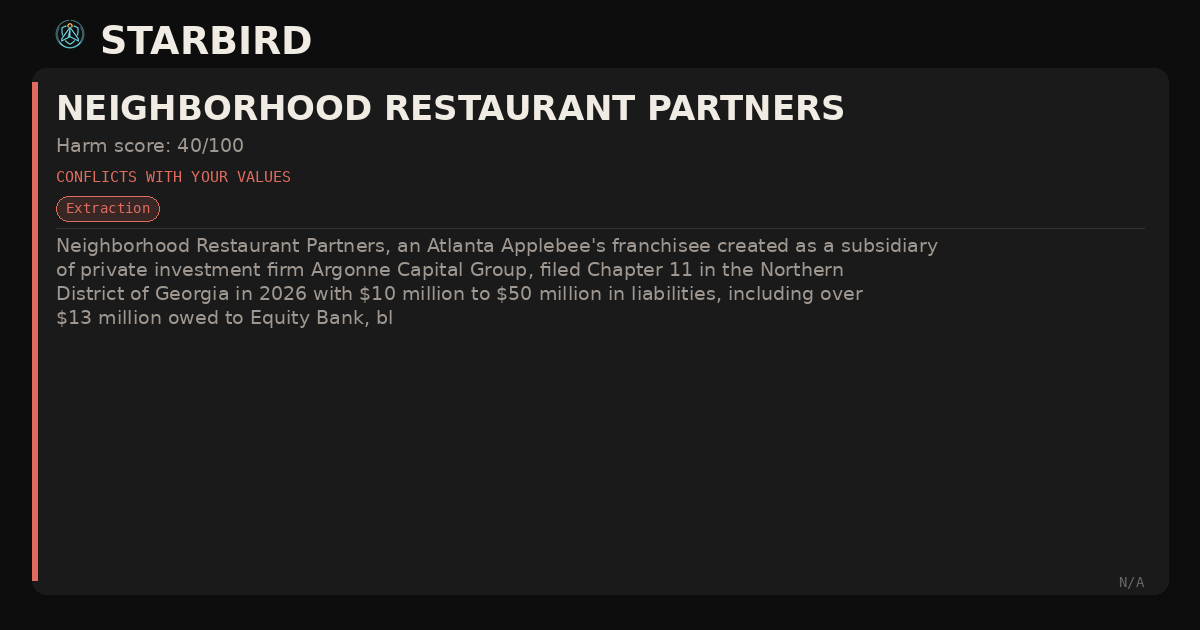 STARBIRD
NEIGHBORHOOD RESTAURANT PARTNERS
Harm score: 40/100
CONFLICTS WITH YOUR VALUES
Extraction
Neighborhood Restaurant Partners, an Atlanta Applebee's franchisee created as a subsidiary
of private investment firm Argonne Capital Group, filed Chapter 11 in the Northern
District of Georgia in 2026 with $10 million to $50 million in liabilities, including over
$13 million owed to Equity Bank, bl
N/A